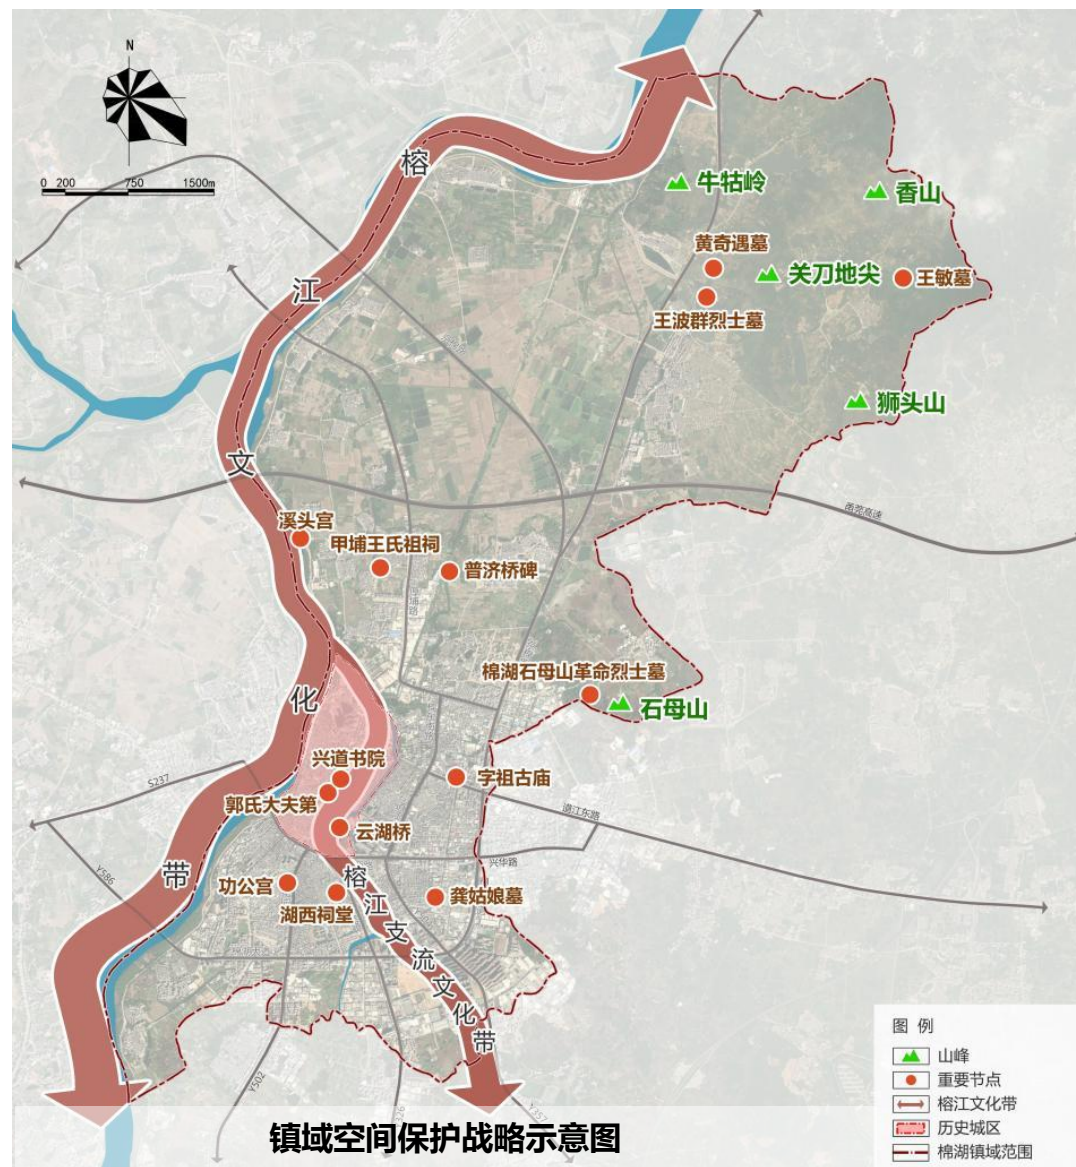 N
0 200 750 1500m
榕
江
文
化
带
牛牯岭
香山
黄奇遇墓
关刀地尖
王敏墓
王波群烈士墓
狮头山
甬莞高速
溪头宫
甲埔王氏祖祠
普济桥碑
棉湖石母山革命烈士墓
石母山
兴道书院
字祖古庙
S237
郭氏大夫第
云湖桥
兴华路
Y586
功公宫
湖西祠堂
龚姑娘墓
榕
江
支
流
文
化
带
Y502
Y357
镇域空间保护战略示意图
图 例
山峰
重要节点
榕江文化带
历史城区
棉湖镇域范围